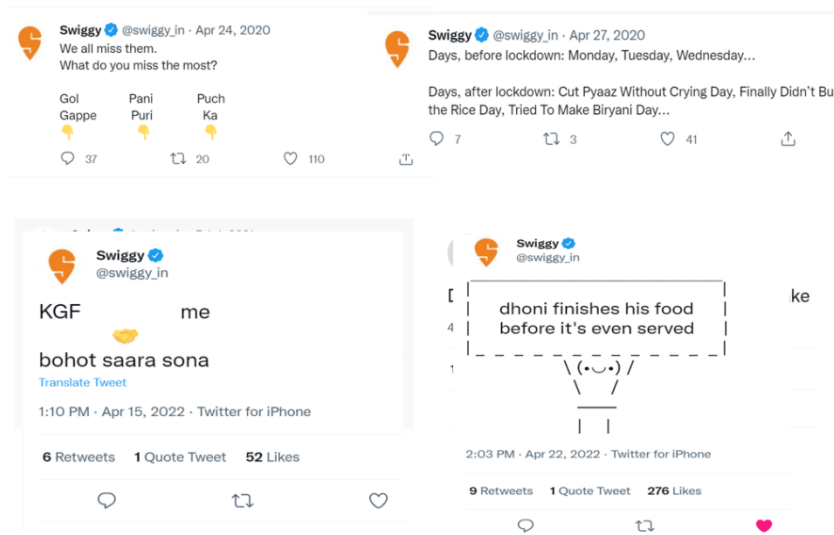 Swiggy @swiggy_in · Apr 24, 2020
We all miss them.
What do you miss the most?
Gol Pani Puch
Gappe Puri Ka
👇 👇 👇
37 20 110
Swiggy @swiggy_in · Apr 27, 2020
Days, before lockdown: Monday, Tuesday, Wednesday...
Days, after lockdown: Cut Pyaaz Without Crying Day, Finally Didn't Bu
the Rice Day, Tried To Make Biryani Day...
7 3 41
Swiggy
@swiggy_in
KGF me
🤝
bohot saara sona
Translate Tweet
1:10 PM · Apr 15, 2022 · Twitter for iPhone
6 Retweets 1 Quote Tweet 52 Likes
Swiggy
@swiggy_in
ke
dhoni finishes his food
before it's even served
\ (•◡•) /
2:03 PM · Apr 22, 2022 · Twitter for iPhone
9 Retweets 1 Quote Tweet 276 Likes